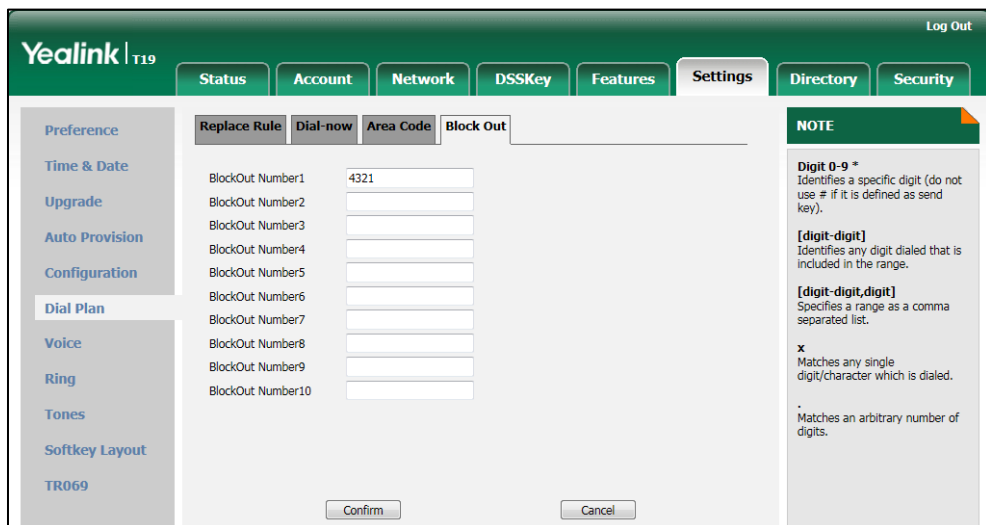 Log Out
Yealink | T19
Status
Account
Network
DSSKey
Features
Settings
Directory
Security
Preference
Time & Date
Upgrade
Auto Provision
Configuration
Dial Plan
Voice
Ring
Tones
Softkey Layout
TR069
Replace Rule
Dial-now
Area Code
Block Out
BlockOut Number1 4321
BlockOut Number2
BlockOut Number3
BlockOut Number4
BlockOut Number5
BlockOut Number6
BlockOut Number7
BlockOut Number8
BlockOut Number9
BlockOut Number10
Confirm
Cancel
NOTE
Digit 0-9 *
Identifies a specific digit (do not
use # if it is defined as send
key).
[digit-digit]
Identifies any digit dialed that is
included in the range.
[digit-digit,digit]
Specifies a range as a comma
separated list.
x
Matches any single
digit/character which is dialed.
.
Matches an arbitrary number of
digits.